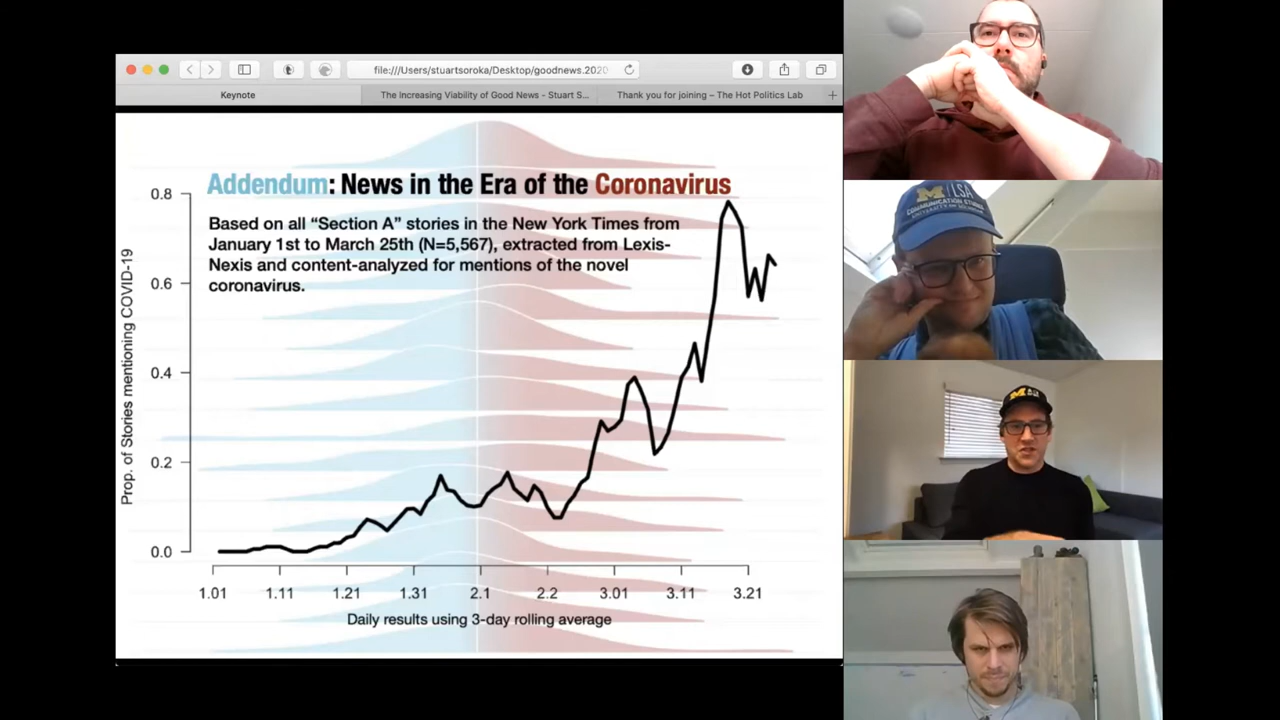 file:///Users/stuartsoroka/Desktop/goodnews.2020
Keynote
The Increasing Viability of Good News - Stuart S...
Thank you for joining – The Hot Politics Lab
Addendum: News in the Era of the Coronavirus
Based on all “Section A” stories in the New York Times from
January 1st to March 25th (N=5,567), extracted from Lexis-
Nexis and content-analyzed for mentions of the novel
coronavirus.
Prop. of Stories mentioning COVID-19
0.8
0.6
0.4
0.2
0.0
1.01 1.11 1.21 1.31 2.1 2.2 3.01 3.11 3.21
Daily results using 3-day rolling average
M LSA
COMMUNICATION STUDIES
UNIVERSITY OF MICHIGAN
M